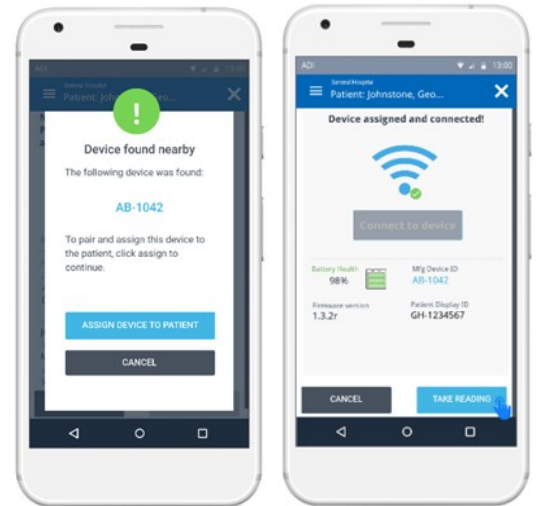 ADI
13:00
General Hospital
Patient: Johnstone, Geo...
!
Device found nearby
The following device was found:
AB-1042
To pair and assign this device to
the patient, click assign to
continue.
ASSIGN DEVICE TO PATIENT
CANCEL
ADI
13:00
General Hospital
Patient: Johnstone, Geo...
Device assigned and connected!
Connect to device
Battery Health
98%
Mfg Device ID
AB-1042
Firmware version
1.3.2r
Patient Display ID
GH-1234567
CANCEL
TAKE READING